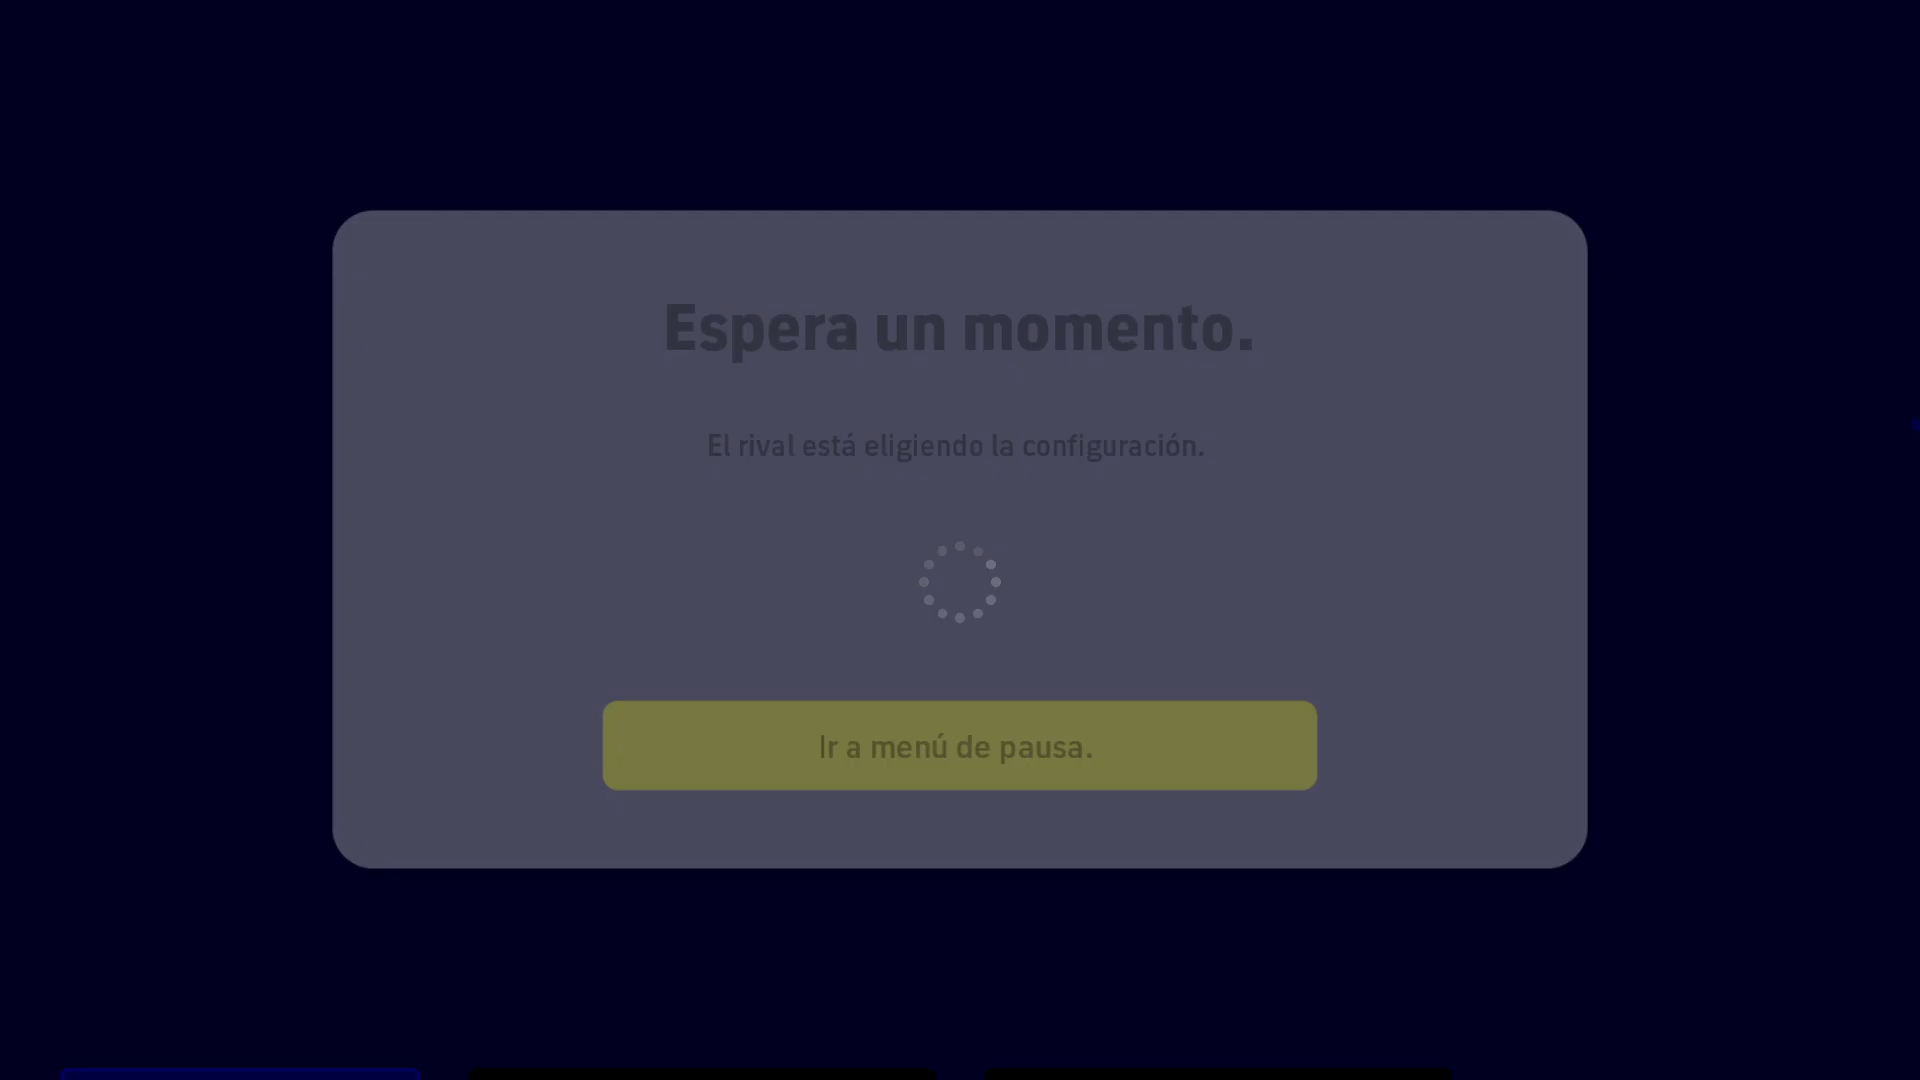 Espera un momento.
El rival está eligiendo la configuración.
Ir a menú de pausa.